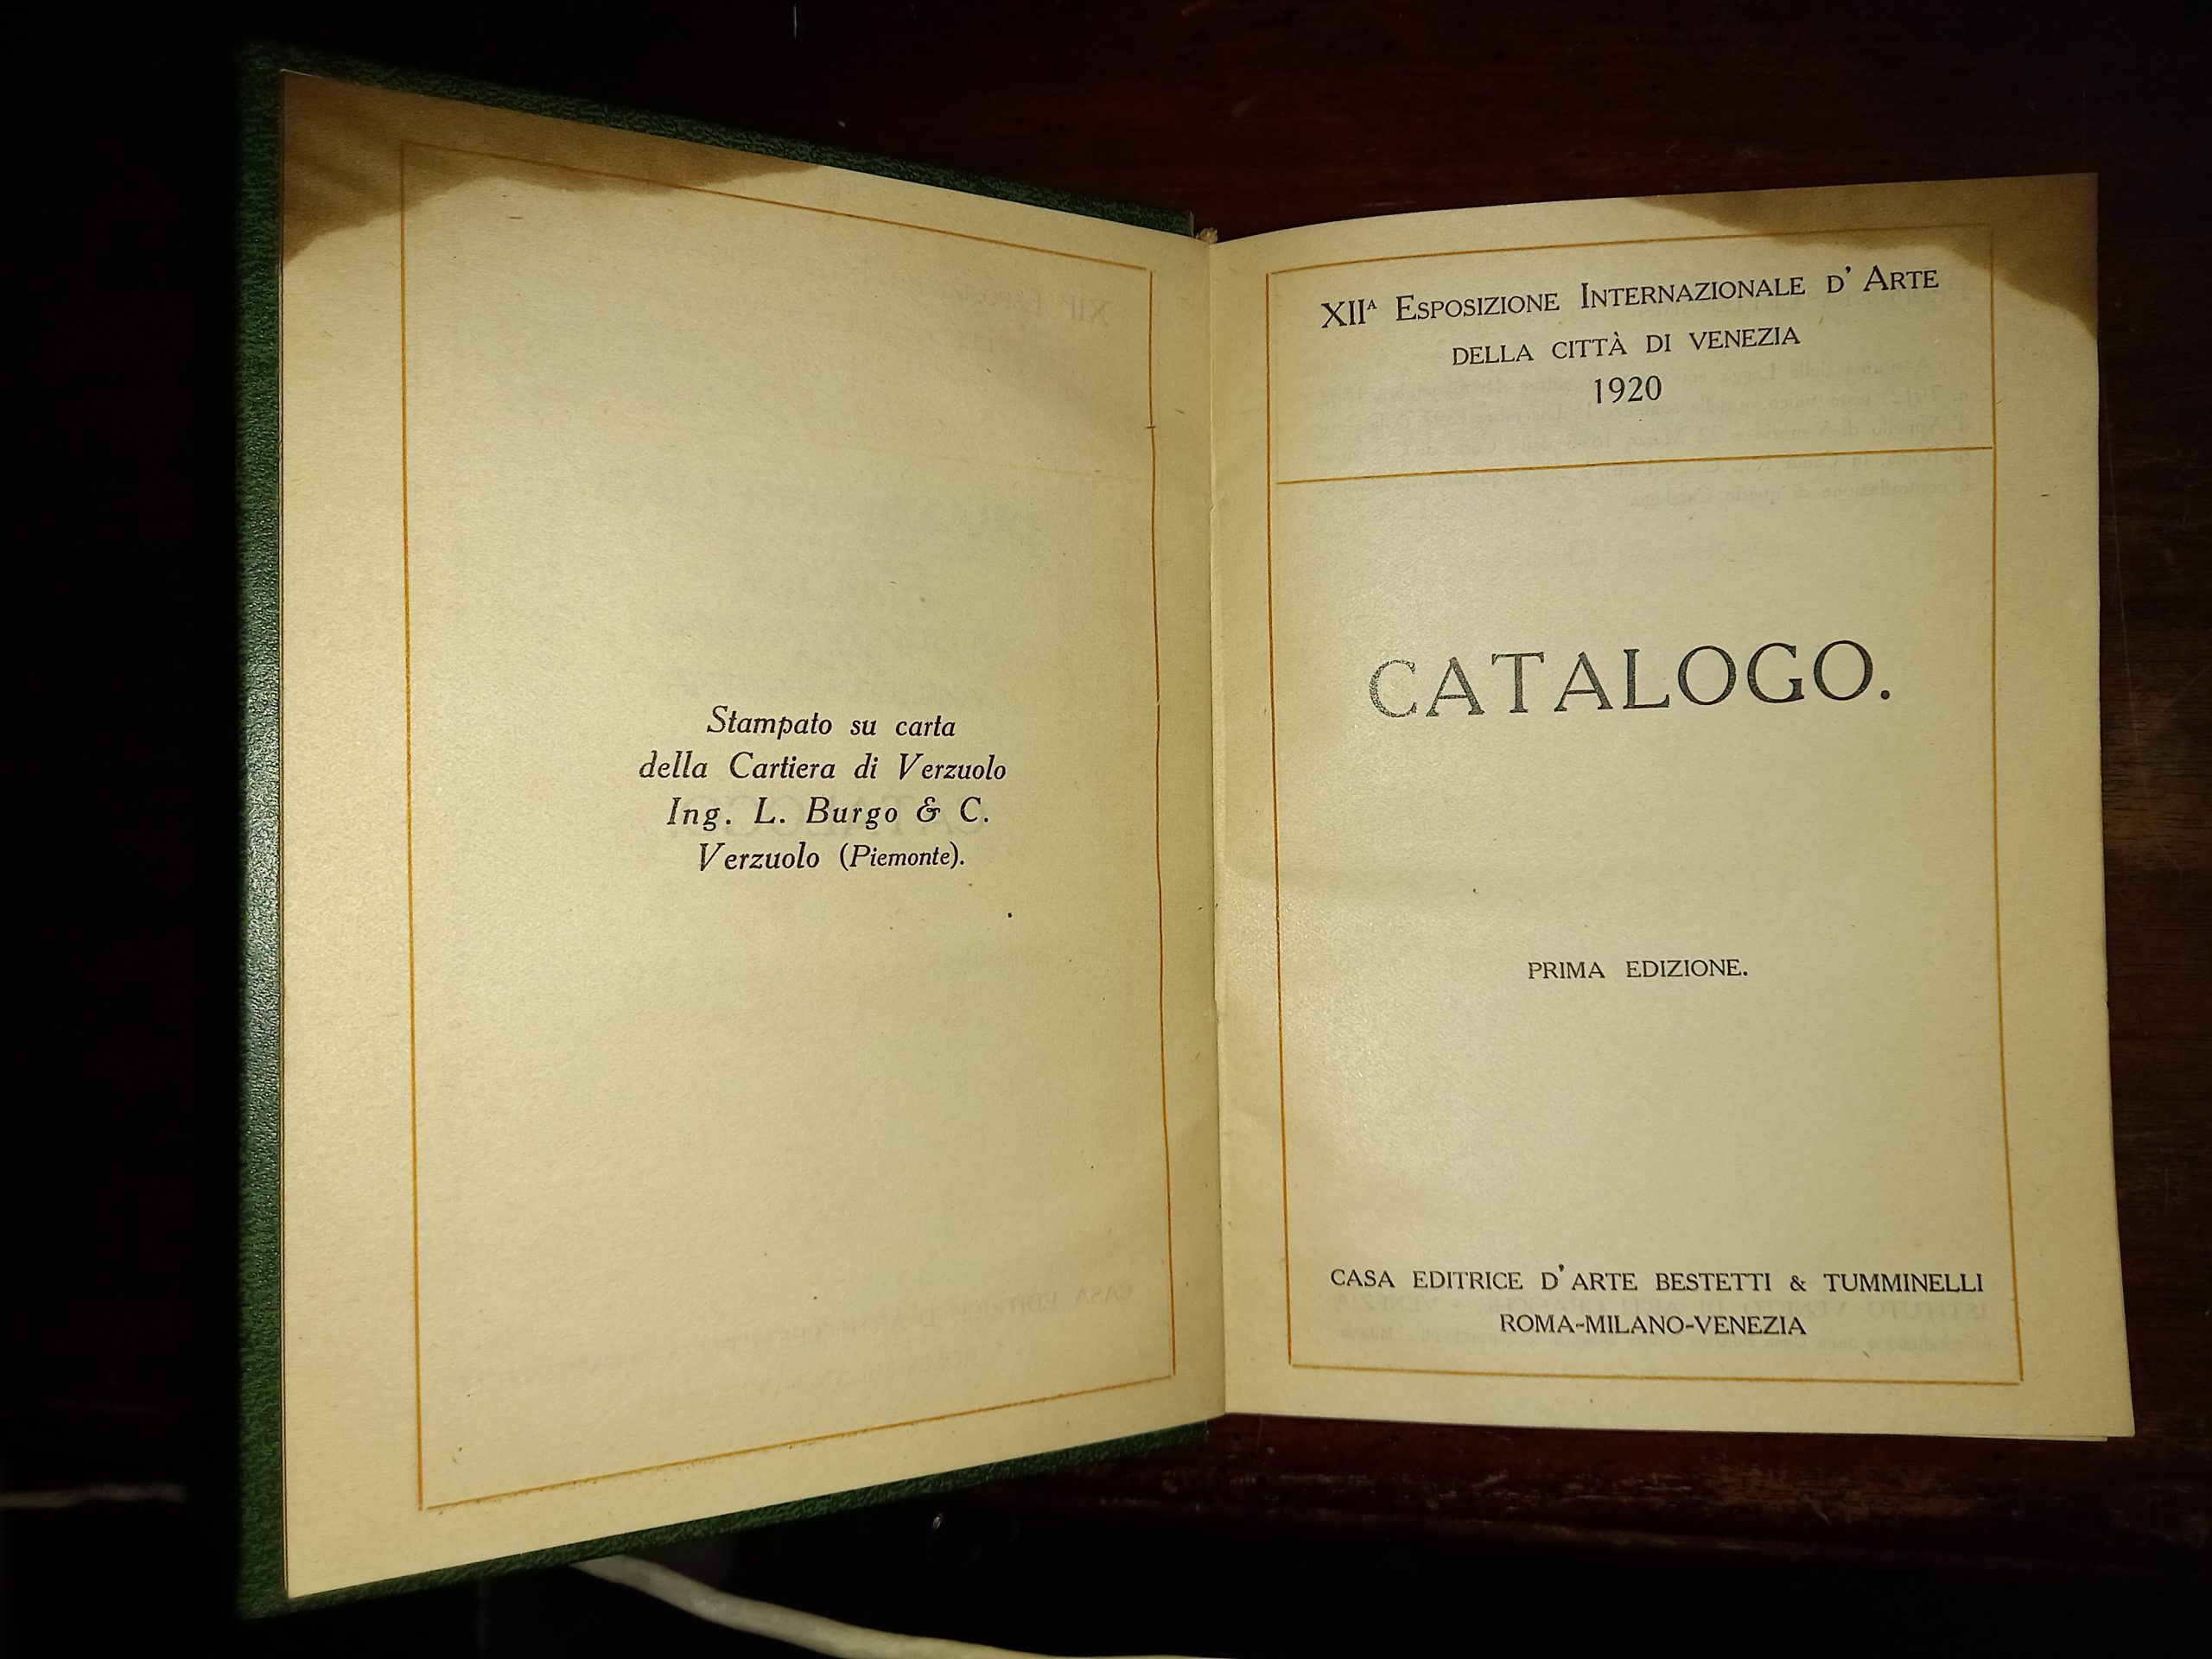 Stampato su carta
della Cartiera di Verzuolo
Ing. L. Burgo & C.
Verzuolo (Piemonte).
XIIᴬ Esposizione Internazionale d' Arte
della città di venezia
1920
CATALOGO.
PRIMA EDIZIONE.
CASA EDITRICE D'ARTE BESTETTI & TUMMINELLI
ROMA-MILANO-VENEZIA